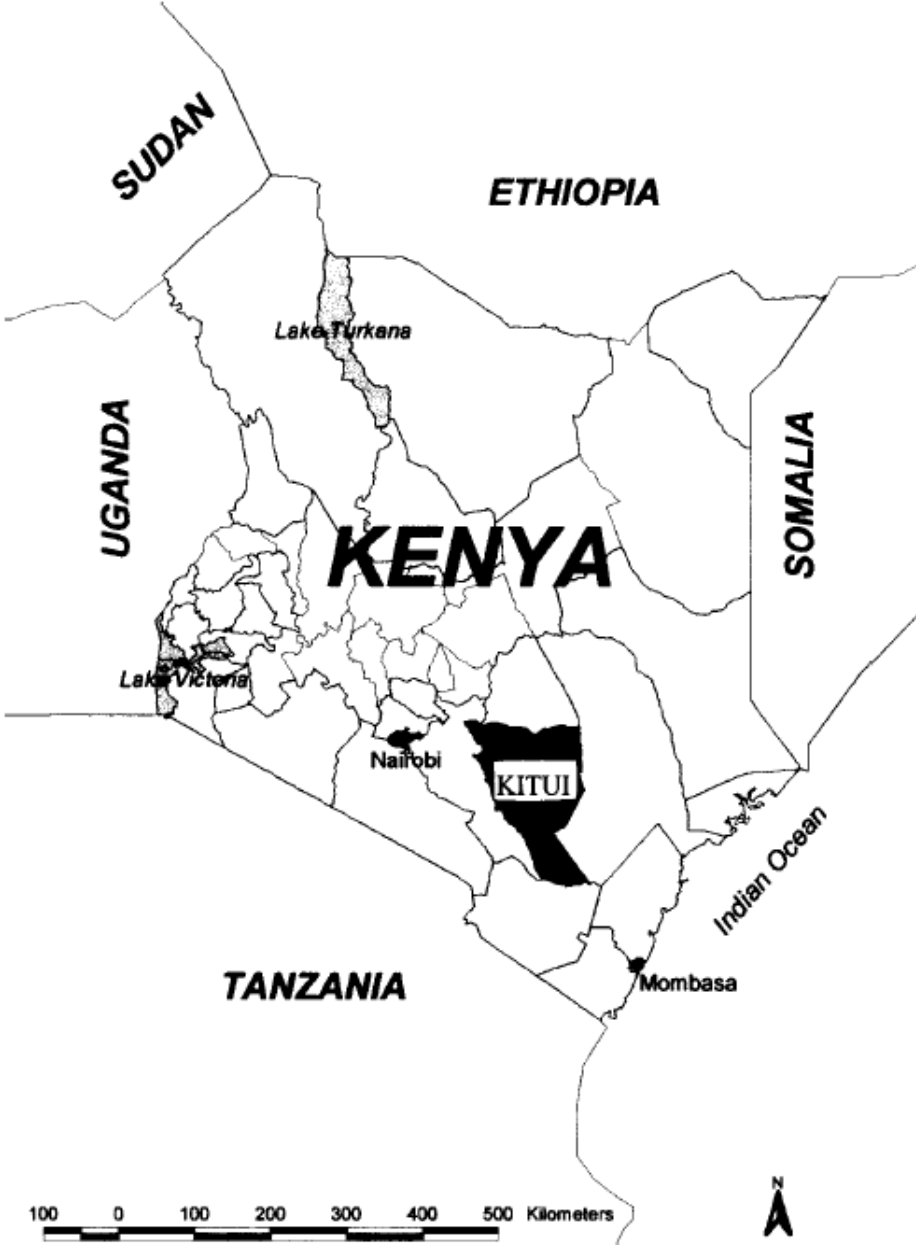 SUDAN
ETHIOPIA
Lake Turkana
UGANDA
SOMALIA
KENYA
Lake Victoria
Nairobi
KITUI
Indian Ocean
TANZANIA
Mombasa
N
100 0 100 200 300 400 500 Kilometers